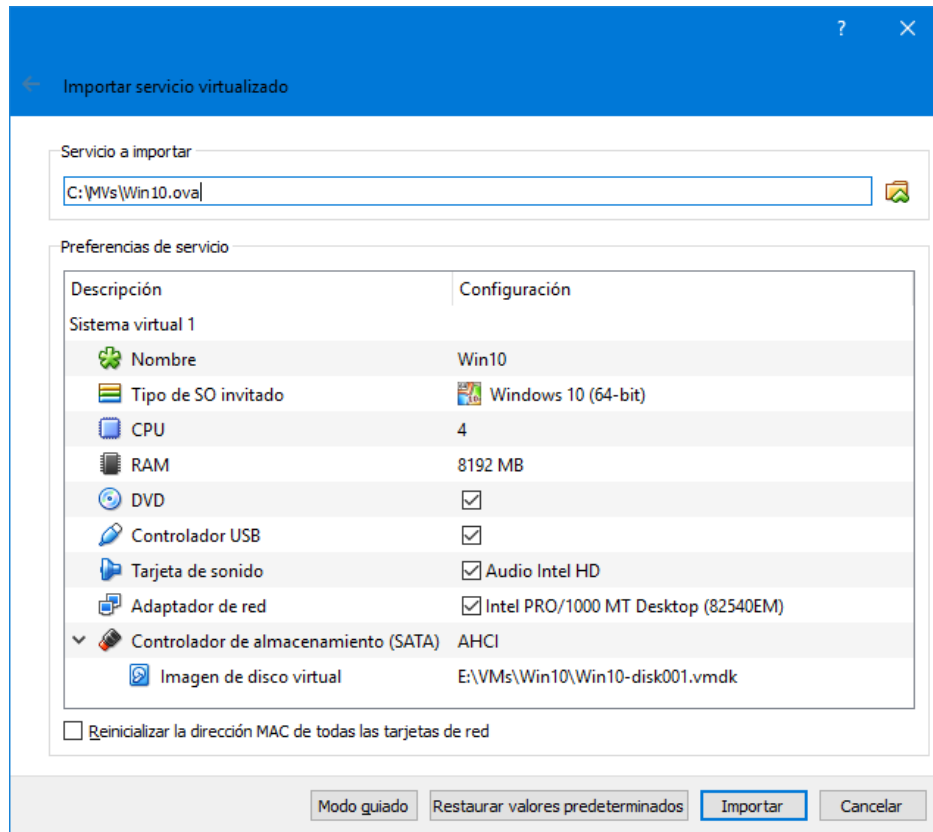 ?
Importar servicio virtualizado
Servicio a importar
C:\MVs\Win10.ova
Preferencias de servicio
Descripción Configuración
Sistema virtual 1
Nombre Win10
Tipo de SO invitado Windows 10 (64-bit)
CPU 4
RAM 8192 MB
DVD
Controlador USB
Tarjeta de sonido Audio Intel HD
Adaptador de red Intel PRO/1000 MT Desktop (82540EM)
Controlador de almacenamiento (SATA) AHCI
Imagen de disco virtual E:\VMs\Win10\Win10-disk001.vmdk
Reinicializar la dirección MAC de todas las tarjetas de red
Modo guiado Restaurar valores predeterminados Importar Cancelar